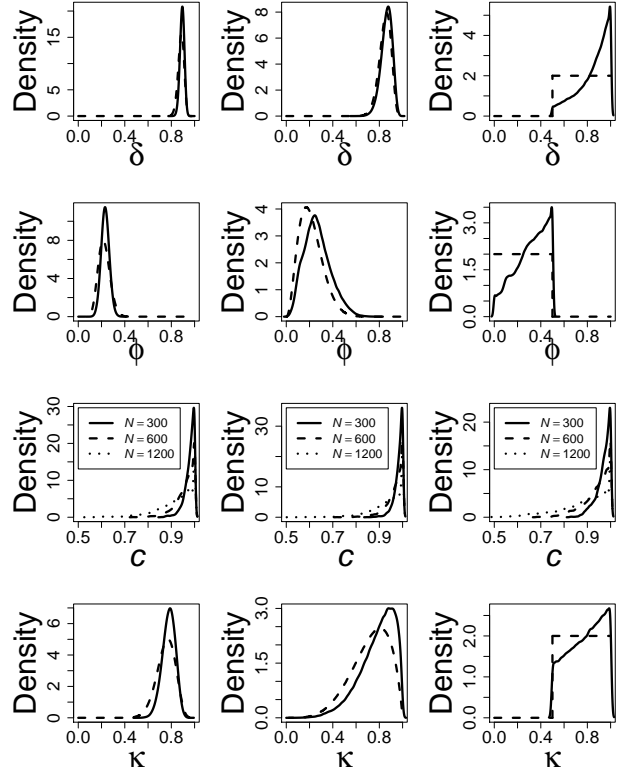 Density
0 5 15
0.0 0.4 0.8
δ
Density
0 2 4 6 8
0.0 0.4 0.8
δ
Density
0 2 4
0.0 0.4 0.8
δ
Density
0 4 8
0.0 0.4 0.8
ϕ
Density
0 1 2 3 4
0.0 0.4 0.8
ϕ
Density
0.0 1.5 3.0
0.0 0.4 0.8
ϕ
Density
0 10 20 30
N = 300
N = 600
N = 1200
0.5 0.7 0.9
c
Density
0 10 30
N = 300
N = 600
N = 1200
0.5 0.7 0.9
c
Density
0 10 20
N = 300
N = 600
N = 1200
0.5 0.7 0.9
c
Density
0 2 4 6
0.0 0.4 0.8
κ
Density
0.0 1.5 3.0
0.0 0.4 0.8
κ
Density
0.0 1.0 2.0
0.0 0.4 0.8
κ